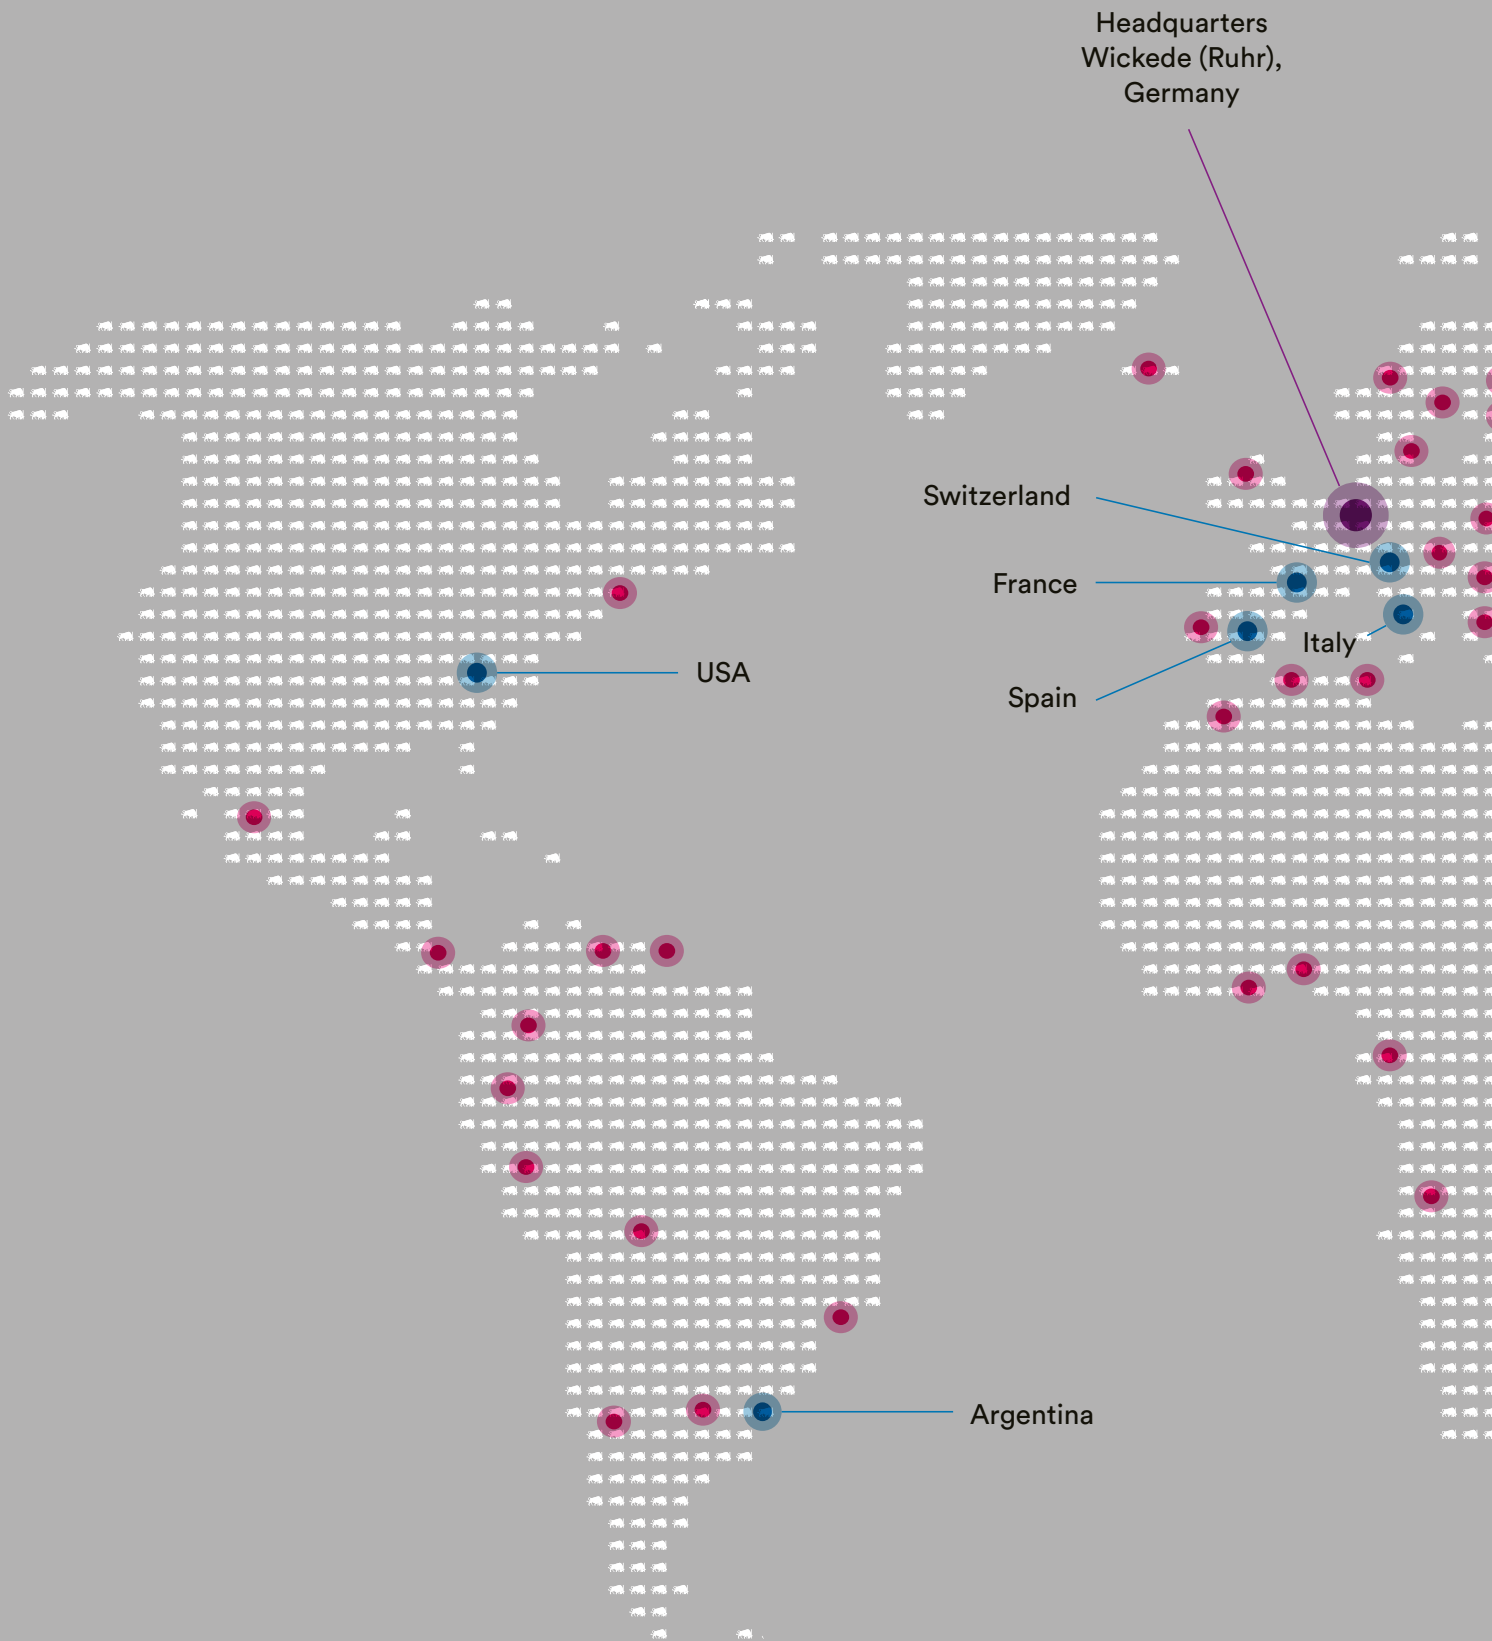 Headquarters
Wickede (Ruhr),
Germany
Switzerland
France
Italy
USA
Spain
Argentina